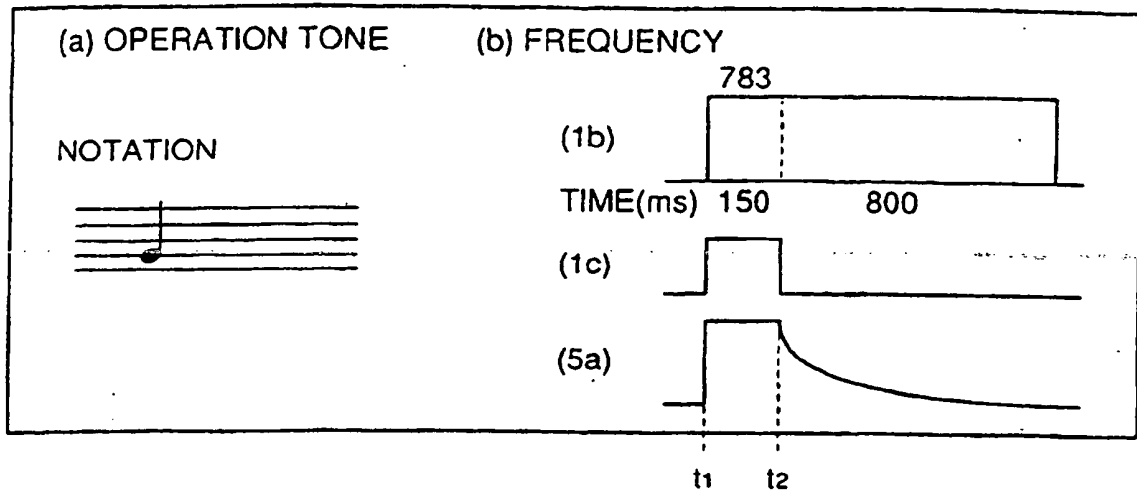 (a) OPERATION TONE
(b) FREQUENCY
783
NOTATION
(1b)
TIME(ms) 150 800
(1c)
(5a)
t1 t2